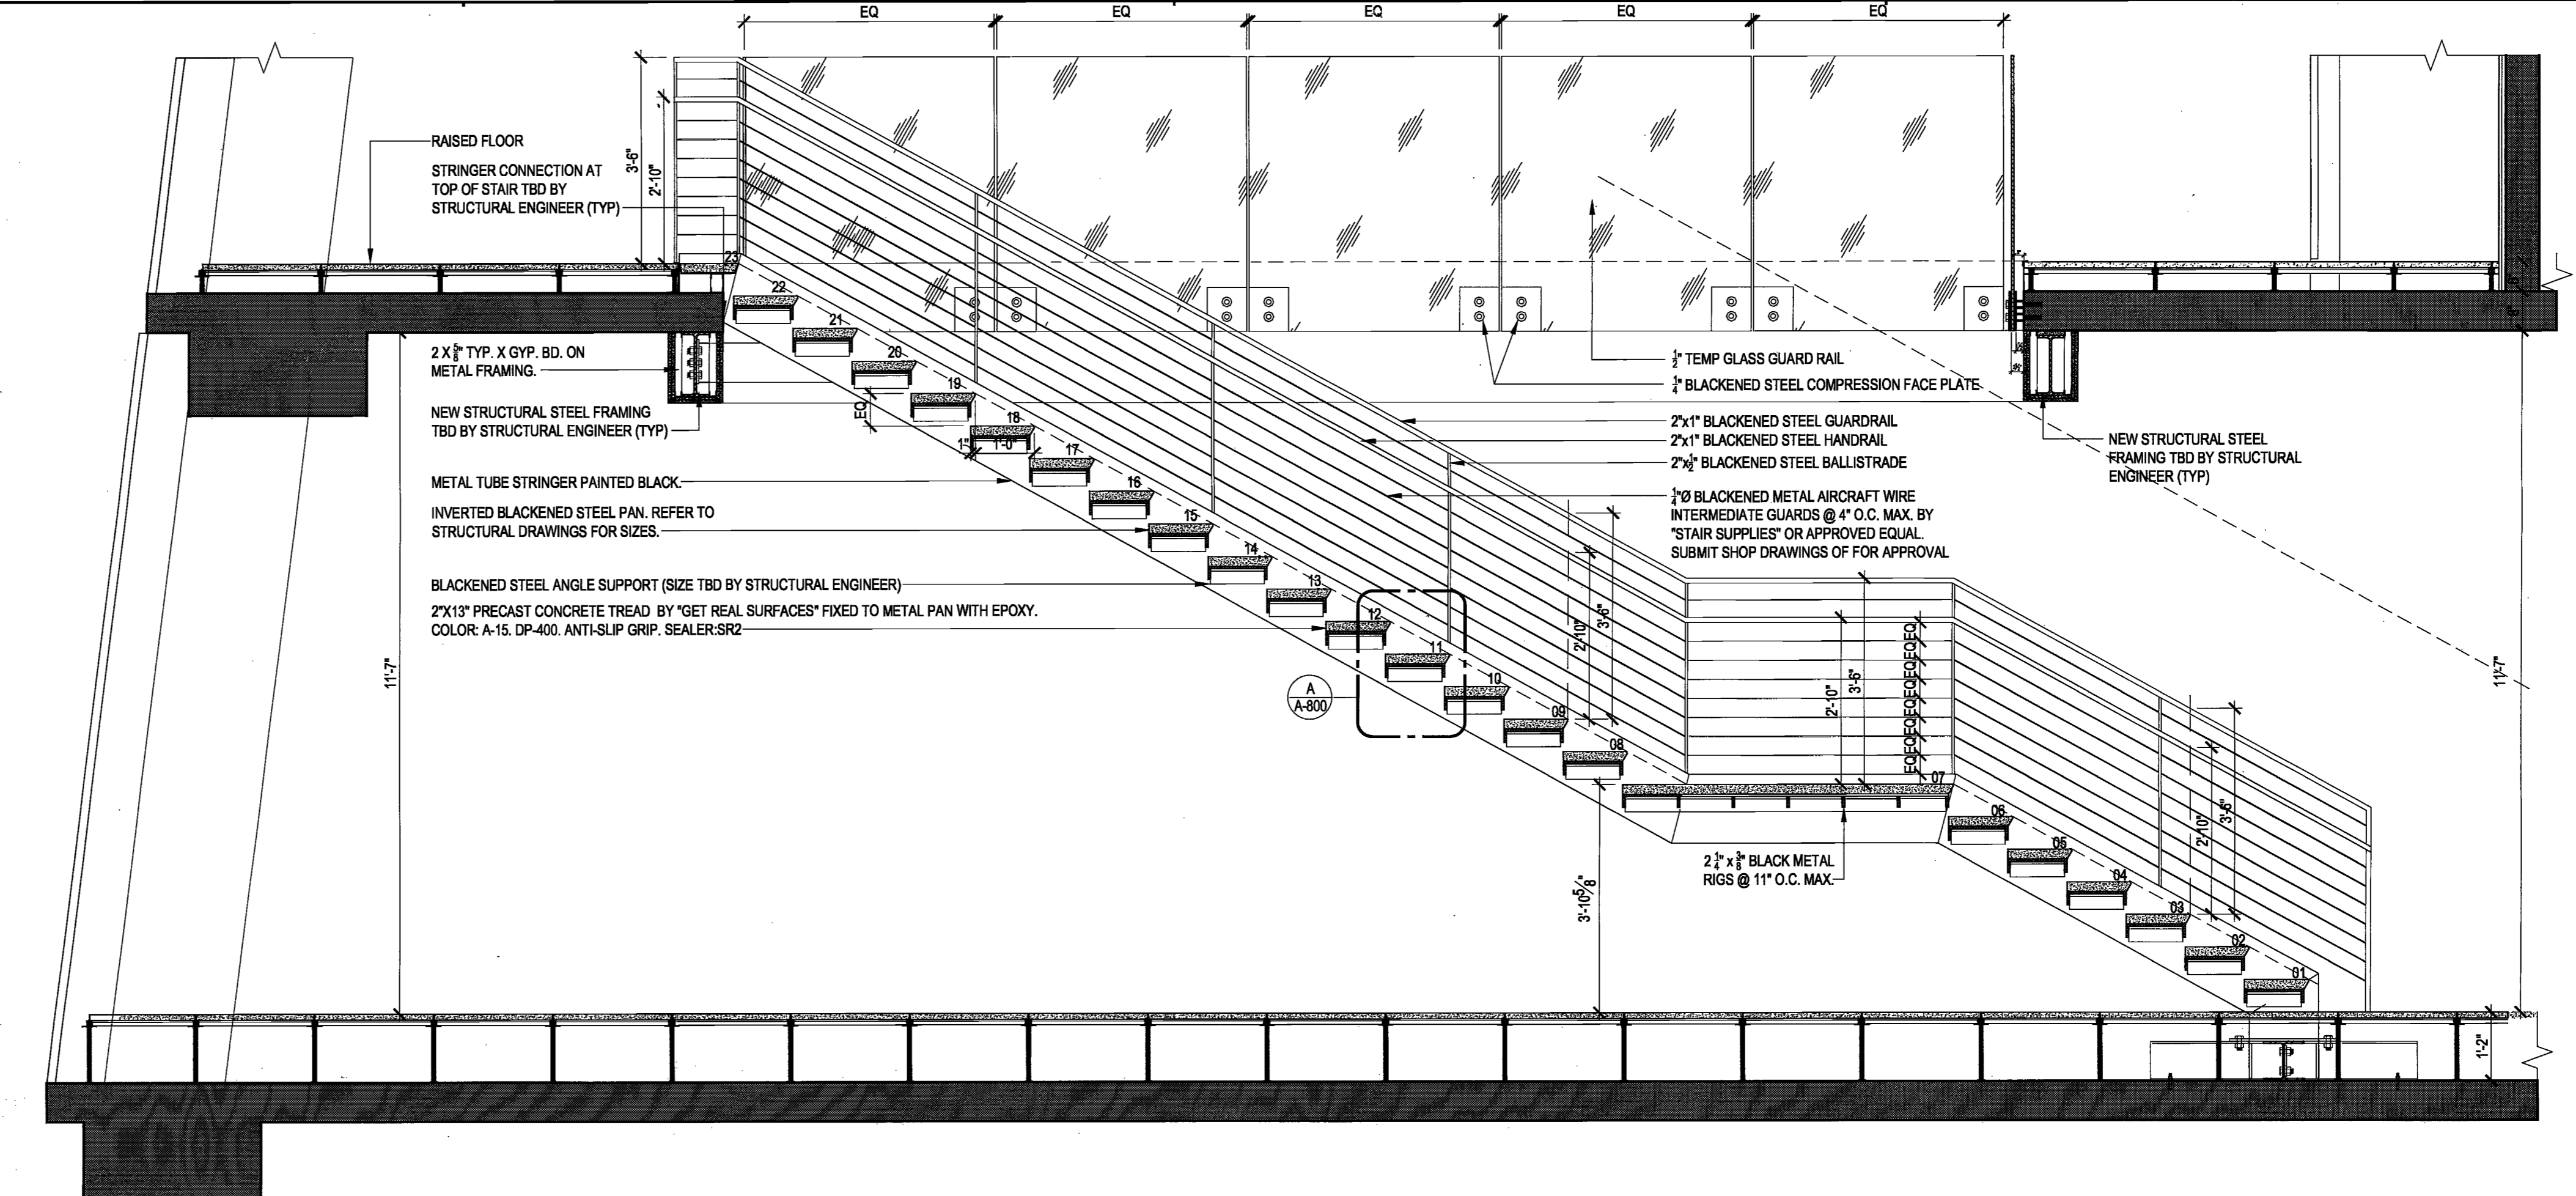 EQ EQ EQ EQ EQ
3'-6"
2'-10"
RAISED FLOOR
STRINGER CONNECTION AT
TOP OF STAIR TBD BY
STRUCTURAL ENGINEER (TYP)
2 X 5/8" TYP. X GYP. BD. ON
METAL FRAMING.
NEW STRUCTURAL STEEL FRAMING
TBD BY STRUCTURAL ENGINEER (TYP)
METAL TUBE STRINGER PAINTED BLACK.
INVERTED BLACKENED STEEL PAN. REFER TO
STRUCTURAL DRAWINGS FOR SIZES.
BLACKENED STEEL ANGLE SUPPORT (SIZE TBD BY STRUCTURAL ENGINEER)
2"X13" PRECAST CONCRETE TREAD BY "GET REAL SURFACES" FIXED TO METAL PAN WITH EPOXY.
COLOR: A-15. DP-400. ANTI-SLIP GRIP. SEALER:SR2
11'-7"
23
22
21
20
19
EQ
18
1" 1'-0"
17
16
15
14
13
12
11
10
09
08
07
06
05
04
03
02
01
A
A-800
1/2" TEMP GLASS GUARD RAIL
1/4" BLACKENED STEEL COMPRESSION FACE PLATE
2"x1" BLACKENED STEEL GUARDRAIL
2"x1" BLACKENED STEEL HANDRAIL
2"x1/2" BLACKENED STEEL BALLISTRADE
1/4"Ø BLACKENED METAL AIRCRAFT WIRE
INTERMEDIATE GUARDS @ 4" O.C. MAX. BY
"STAIR SUPPLIES" OR APPROVED EQUAL.
SUBMIT SHOP DRAWINGS OF FOR APPROVAL
NEW STRUCTURAL STEEL
FRAMING TBD BY STRUCTURAL
ENGINEER (TYP)
2'-10"
3'-6"
2'-10"
3'-6"
EQ EQ EQ EQ EQ EQ EQ EQ
2 1/4" x 3/8" BLACK METAL
RIGS @ 11" O.C. MAX.
3'-10 5/8"
2'-10"
3'-6"
6"
8"
11'-7"
1'-2"